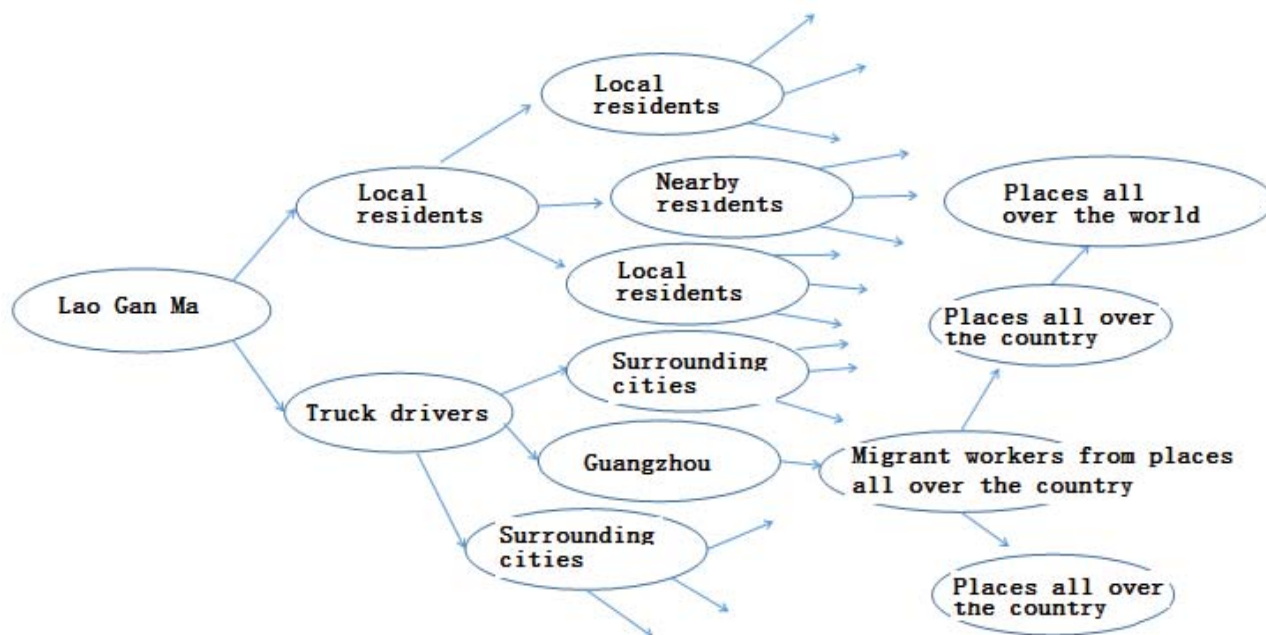 Local
residents
Local
residents
Nearby
residents
Places all
over the world
Lao Gan Ma
Local
residents
Places all over
the country
Surrounding
cities
Truck drivers
Guangzhou
Migrant workers from places
all over the country
Surrounding
cities
Places all over
the country